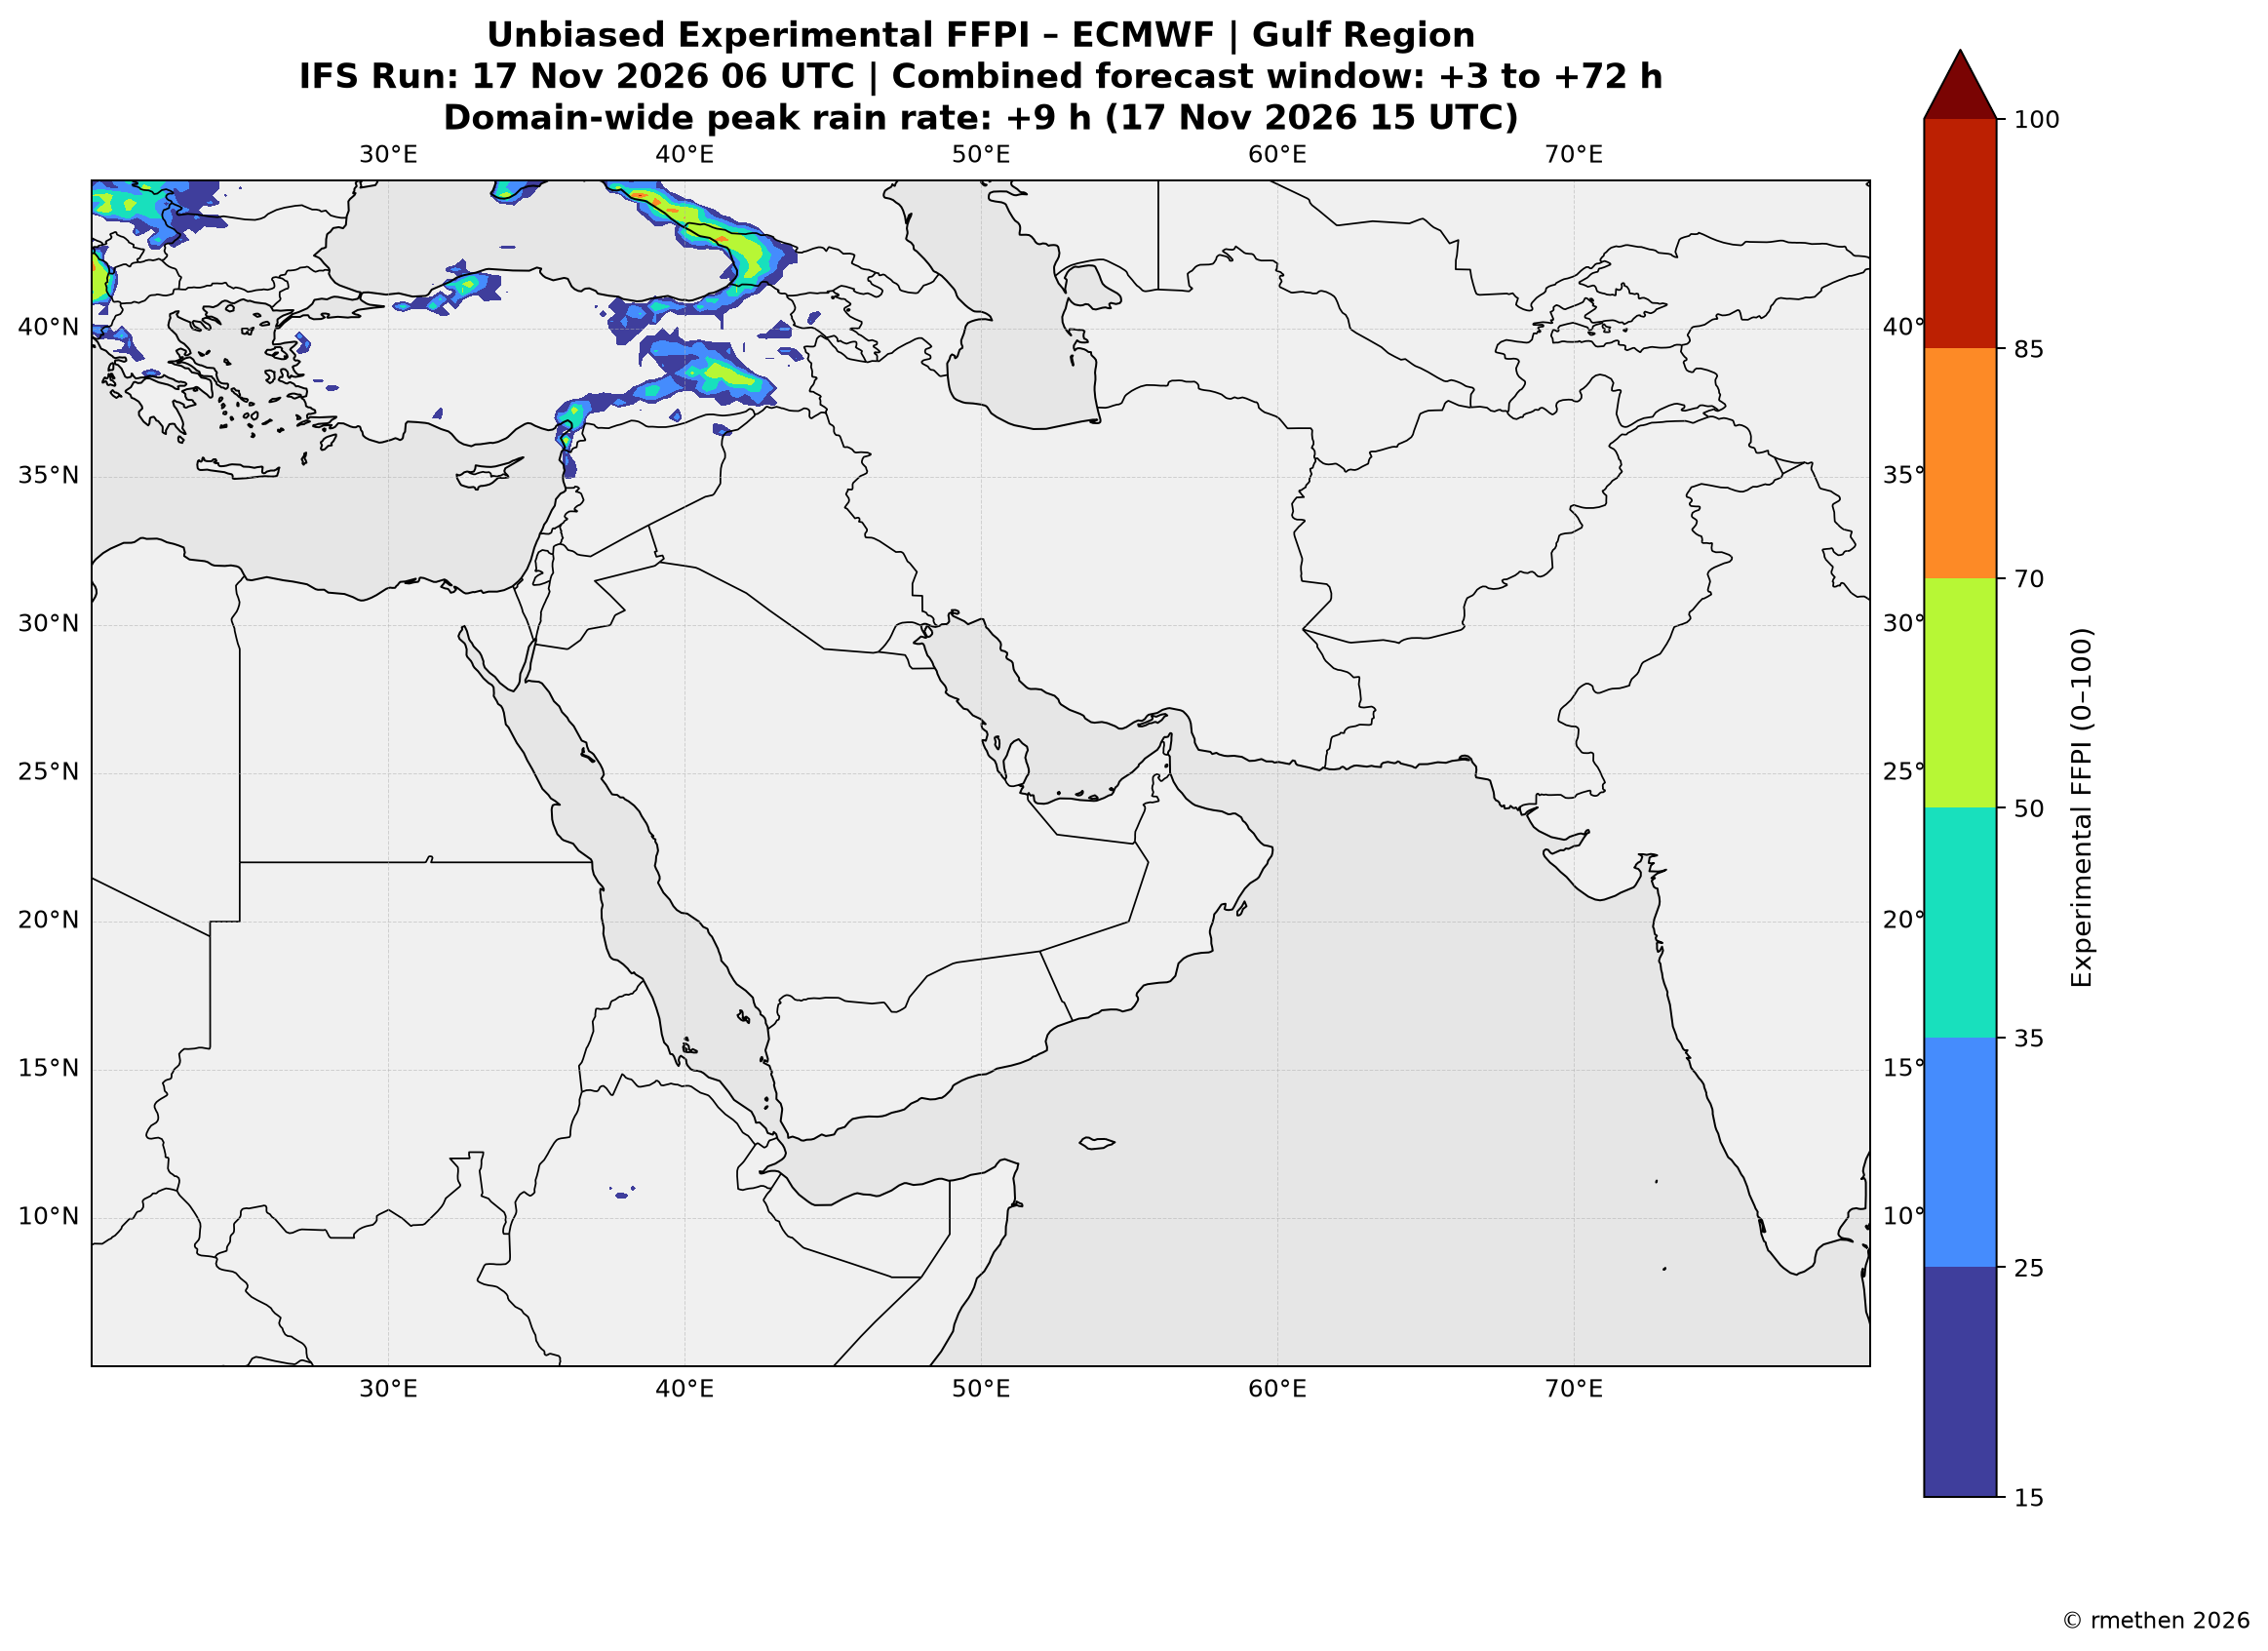 Unbiased Experimental FFPI – ECMWF | Gulf Region
IFS Run: 17 Nov 2026 06 UTC | Combined forecast window: +3 to +72 h
Domain-wide peak rain rate: +9 h (17 Nov 2026 15 UTC)
30°E 40°E 50°E 60°E 70°E
40°N 40°
35°N 35°
30°N 30°
25°N 25°
20°N 20°
15°N 15°
10°N 10°
30°E 40°E 50°E 60°E 70°E
100
85
70
50
35
25
15
Experimental FFPI (0–100)
© rmethen 2026